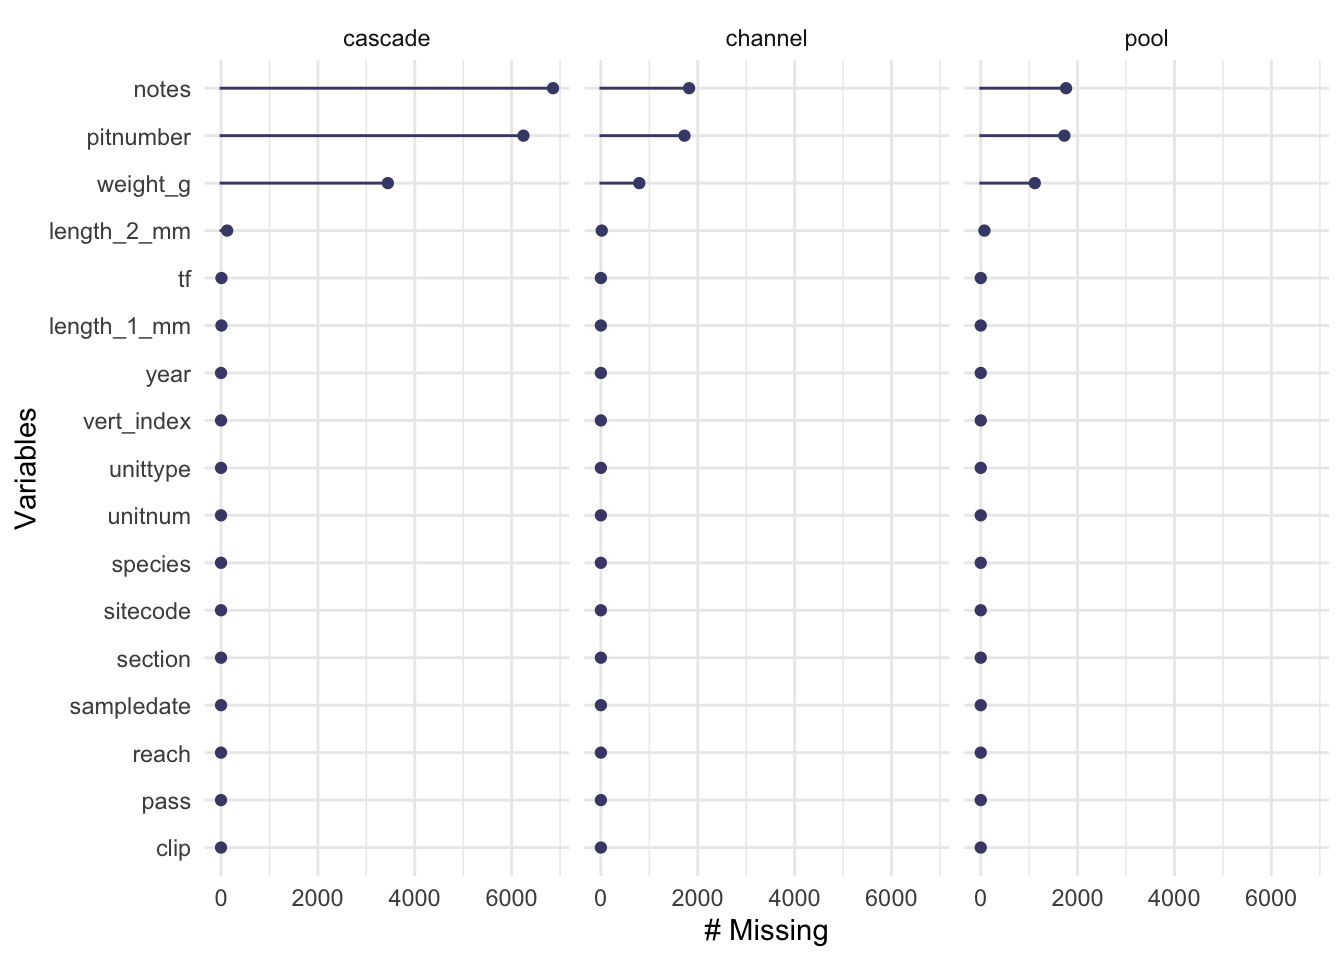 cascade channel pool
notes
pitnumber
weight_g
length_2_mm
tf
length_1_mm
year
vert_index
unittype
unitnum
species
sitecode
section
sampledate
reach
pass
clip
Variables
0 2000 4000 6000 0 2000 4000 6000 0 2000 4000 6000
# Missing